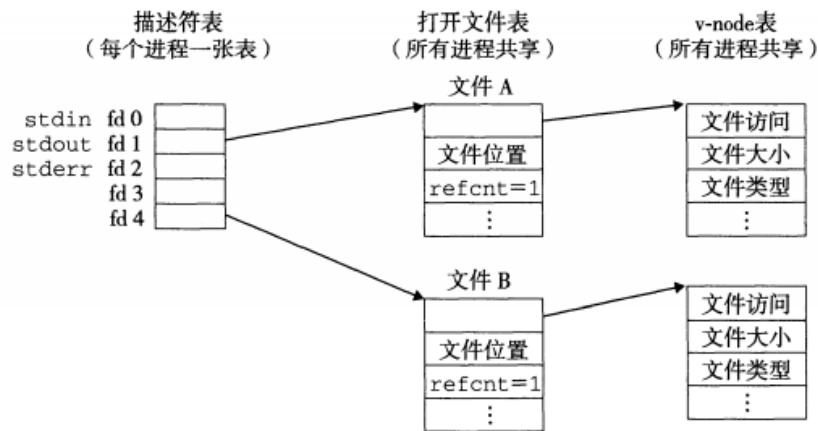 描述符表
（每个进程一张表）
打开文件表
（所有进程共享）
v-node表
（所有进程共享）
stdin fd 0
stdout fd 1
stderr fd 2
fd 3
fd 4
文件 A
文件位置
refcnt=1
⋮
文件访问
文件大小
文件类型
⋮
文件 B
文件位置
refcnt=1
⋮
文件访问
文件大小
文件类型
⋮